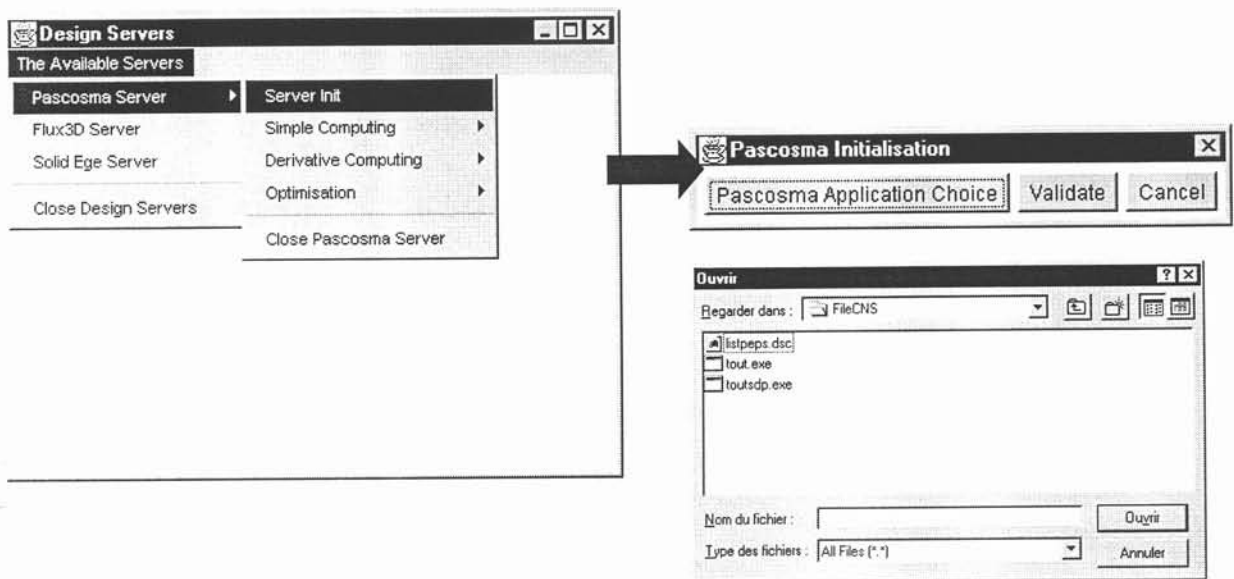 Design Servers
The Available Servers
Pascosma Server
Flux3D Server
Solid Ege Server
Close Design Servers
Server Init
Simple Computing
Derivative Computing
Optimisation
Close Pascosma Server
Pascosma Initialisation
Pascosma Application Choice
Validate
Cancel
Ouvrir
Regarder dans :
FileCNS
listpeps.dsc
tout.exe
toutsdp.exe
Nom du fichier :
Ouvrir
Type des fichiers :
All Files (*.*)
Annuler